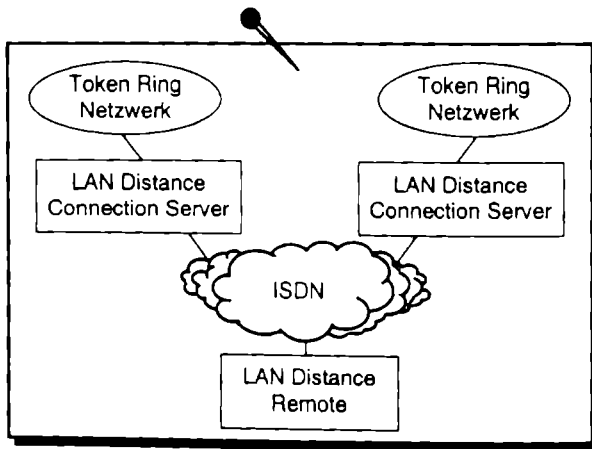 Token Ring
Netzwerk
Token Ring
Netzwerk
LAN Distance
Connection Server
LAN Distance
Connection Server
ISDN
LAN Distance
Remote